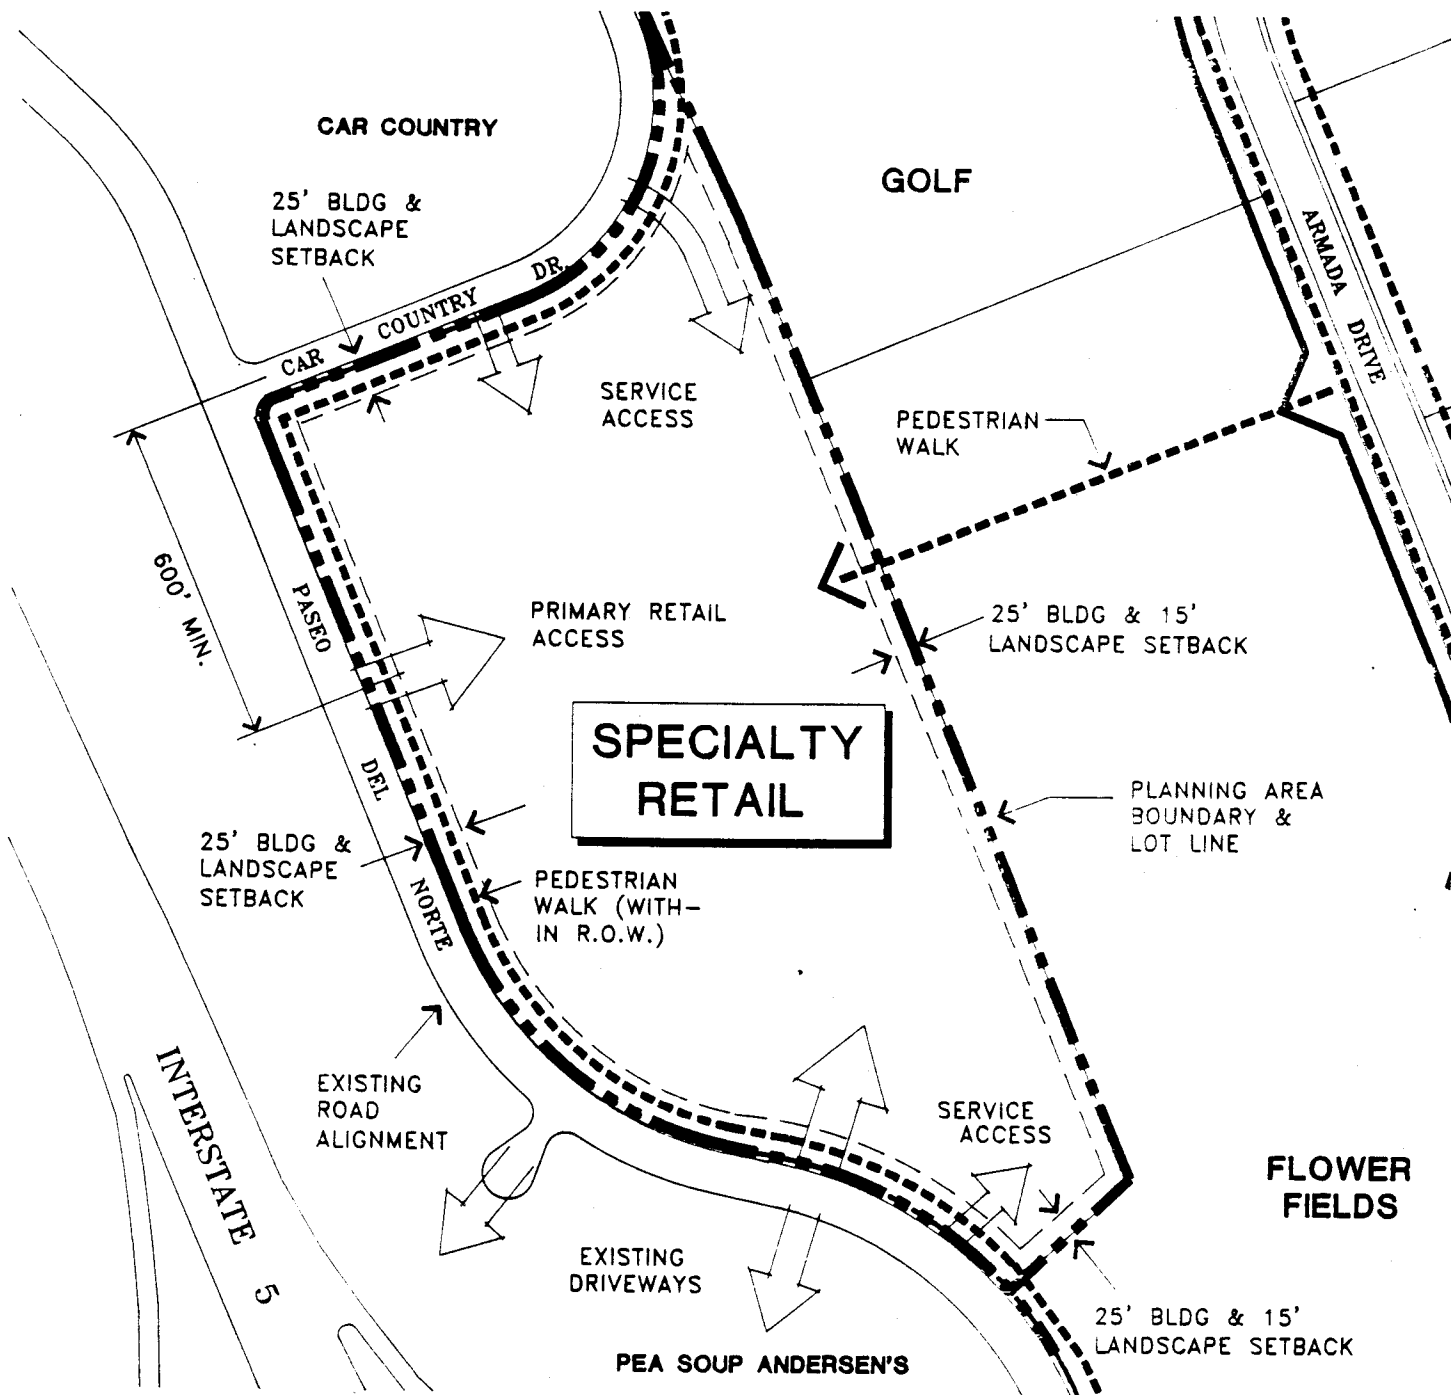 CAR COUNTRY
GOLF
25' BLDG &
LANDSCAPE
SETBACK
ARMADA DRIVE
CAR COUNTRY DR.
SERVICE
ACCESS
PEDESTRIAN
WALK
600' MIN.
PASEO DEL NORTE
PRIMARY RETAIL
ACCESS
25' BLDG & 15'
LANDSCAPE SETBACK
SPECIALTY
RETAIL
PLANNING AREA
BOUNDARY &
LOT LINE
25' BLDG &
LANDSCAPE
SETBACK
PEDESTRIAN
WALK (WITH-
IN R.O.W.)
INTERSTATE 5
EXISTING
ROAD
ALIGNMENT
SERVICE
ACCESS
FLOWER
FIELDS
EXISTING
DRIVEWAYS
25' BLDG & 15'
LANDSCAPE SETBACK
PEA SOUP ANDERSEN'S